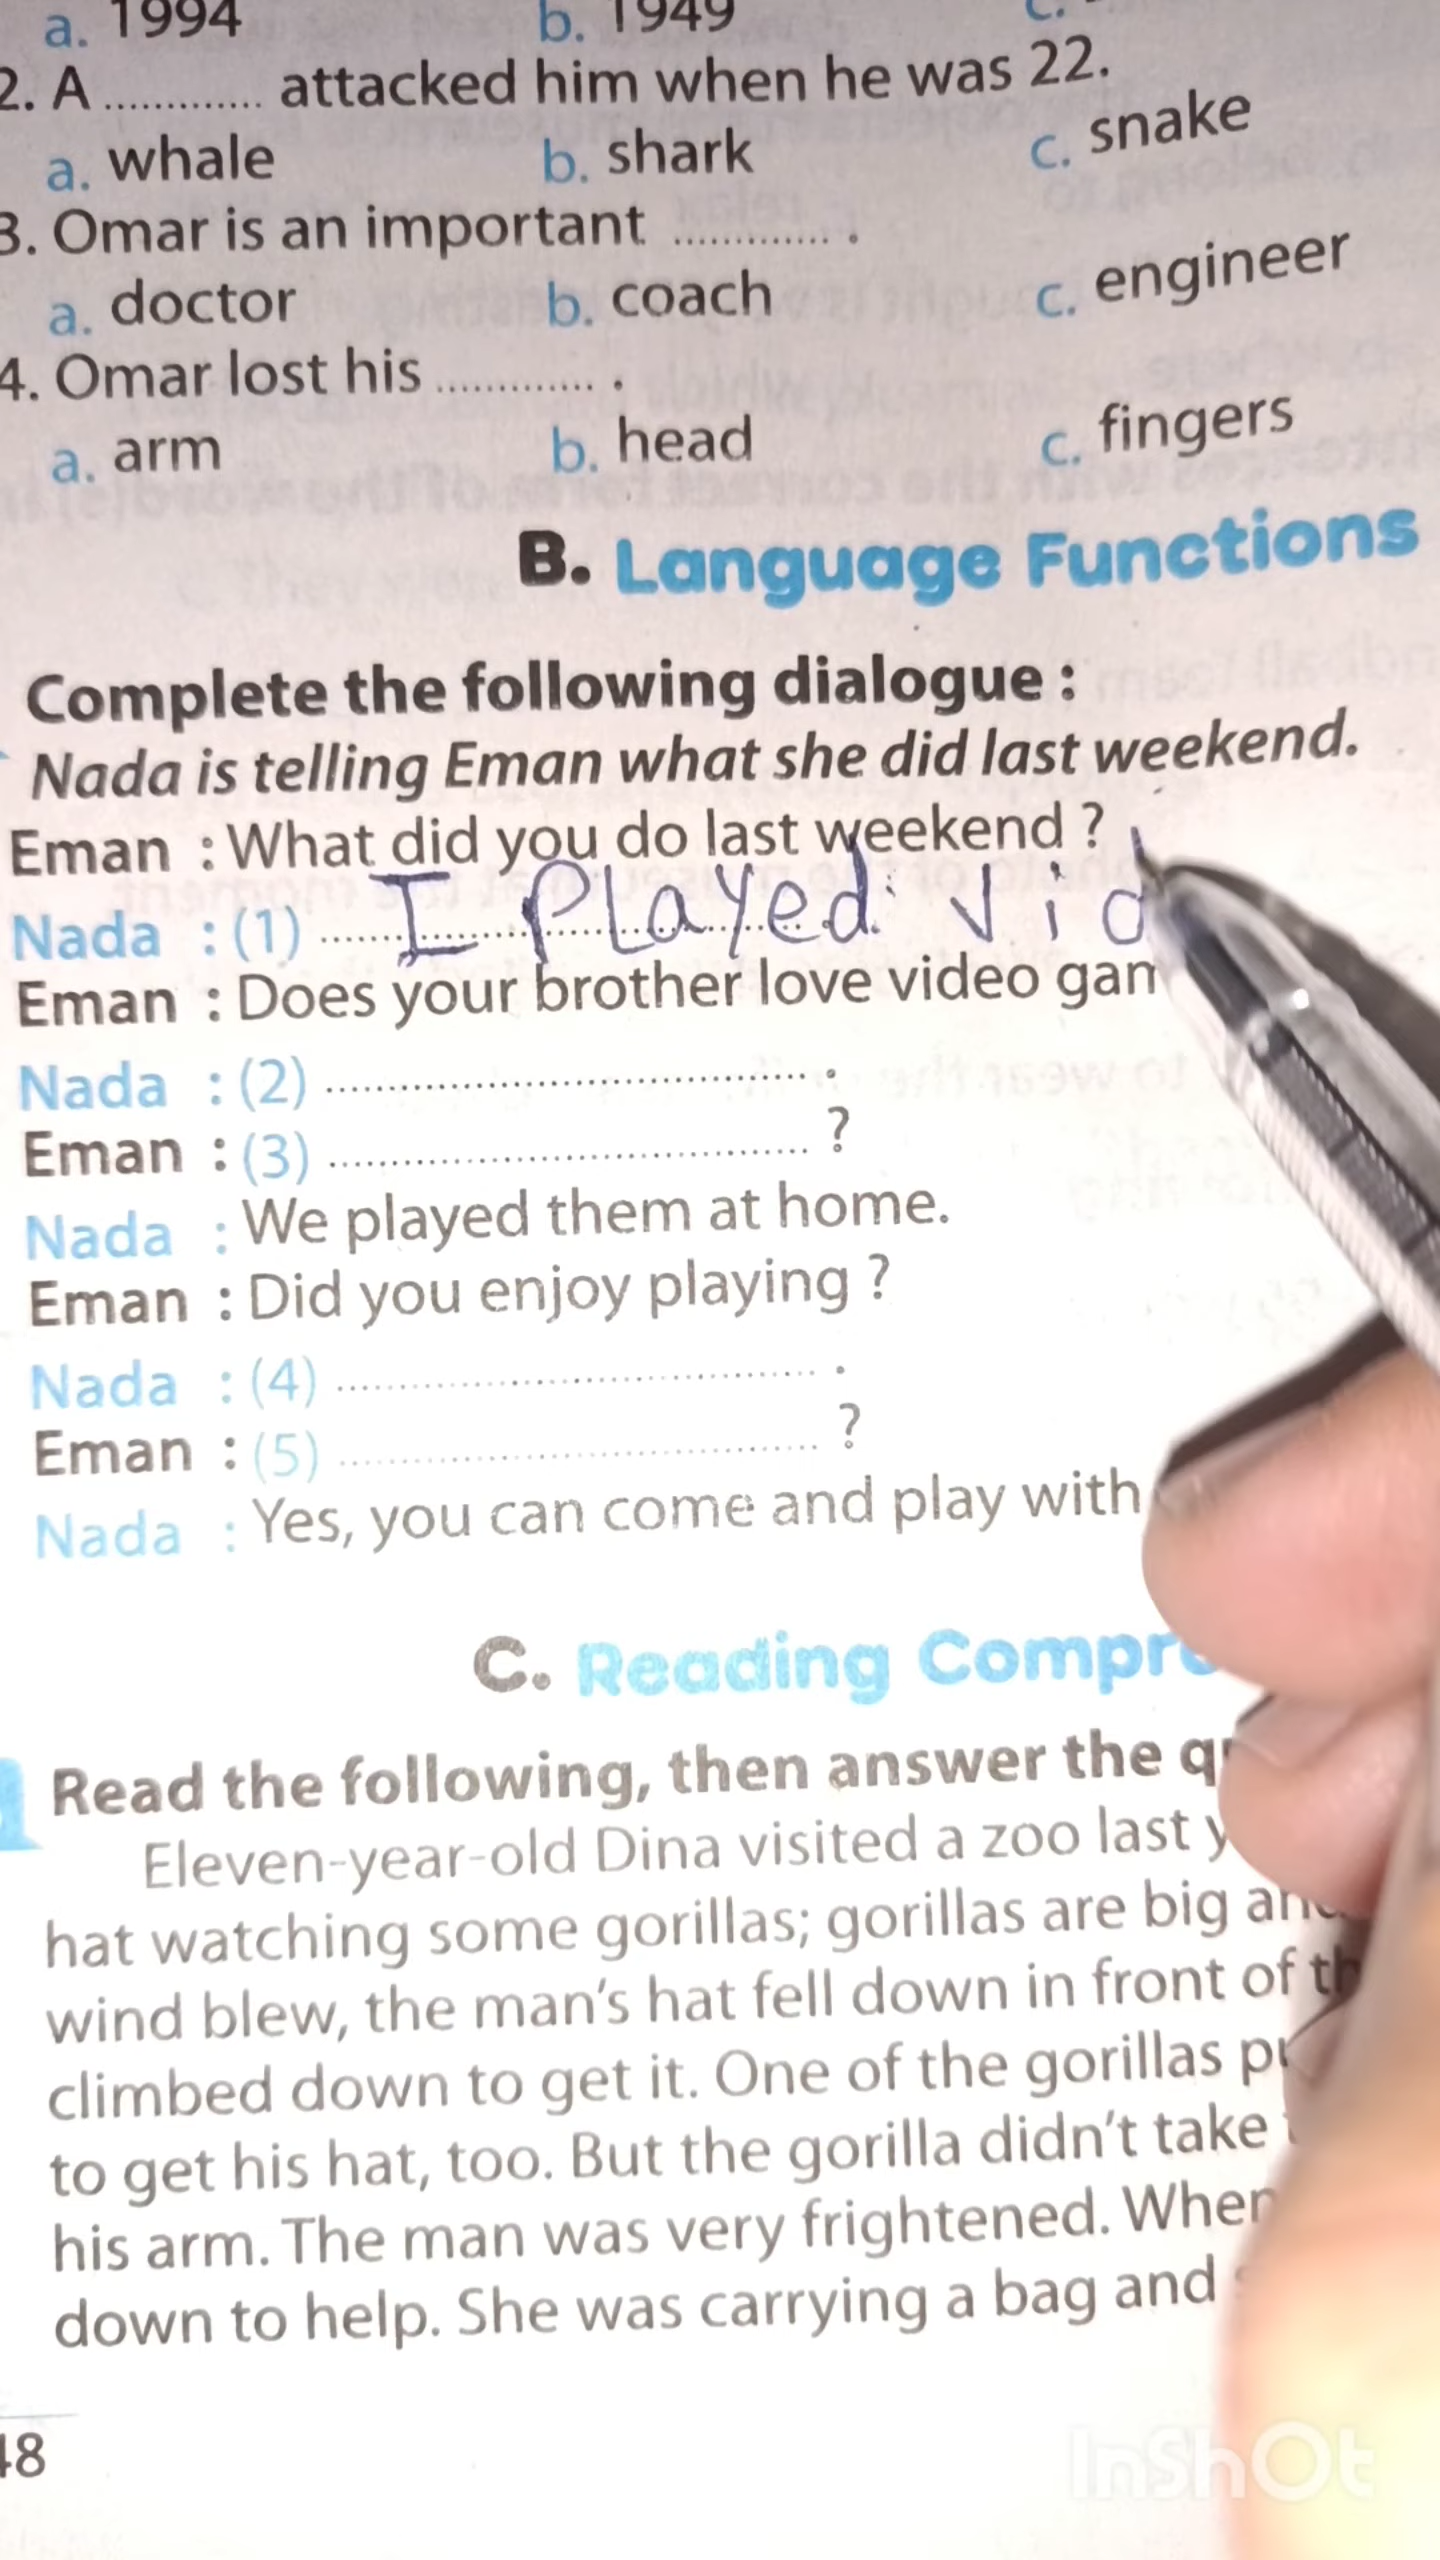 a. 1994 b. 1949 c.
2. A ............. attacked him when he was 22.
a. whale b. shark c. snake
3. Omar is an important ............. .
a. doctor b. coach c. engineer
4. Omar lost his ............. .
a. arm b. head c. fingers
B. Language Functions
Complete the following dialogue :
Nada is telling Eman what she did last weekend.
Eman : What did you do last weekend ?
Nada : (1) I Played vid
Eman : Does your brother love video
Nada : (2) ........................................ .
Eman : (3) ........................................ ?
Nada : We played them at home.
Eman : Did you enjoy playing ?
Nada : (4) ........................................ .
Eman : (5) ........................................ ?
Nada : Yes, you can come and play with
C. Reading
Read the following, then answer the
Eleven-year-old Dina visited a zoo last
hat watching some gorillas; gorillas are big
wind blew, the man's hat fell down in front of
climbed down to get it. One of the gorillas
to get his hat, too. But the gorilla didn't take
his arm. The man was very frightened. When
down to help. She was carrying a bag and
48
InShOt